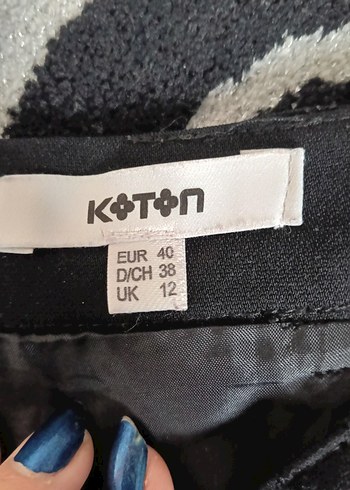 KOTON
EUR 40
D/CH 38
UK 12